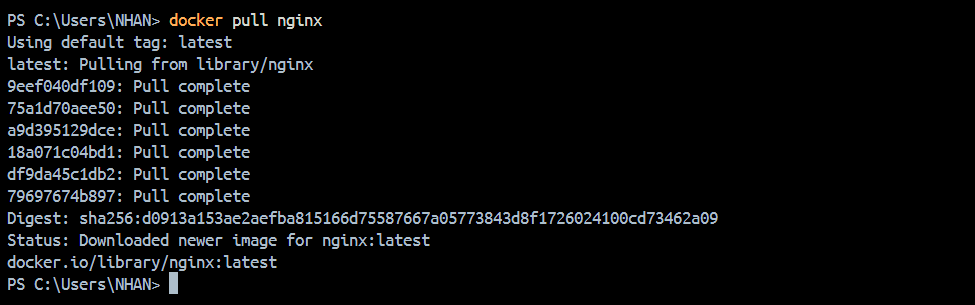 PS C:\Users\NHAN> docker pull nginx
Using default tag: latest
latest: Pulling from library/nginx
9eef040df109: Pull complete
75a1d70aee50: Pull complete
a9d395129dce: Pull complete
18a071c04bd1: Pull complete
df9da45c1db2: Pull complete
79697674b897: Pull complete
Digest: sha256:d0913a153ae2aefba815166d75587667a05773843d8f1726024100cd73462a09
Status: Downloaded newer image for nginx:latest
docker.io/library/nginx:latest
PS C:\Users\NHAN>